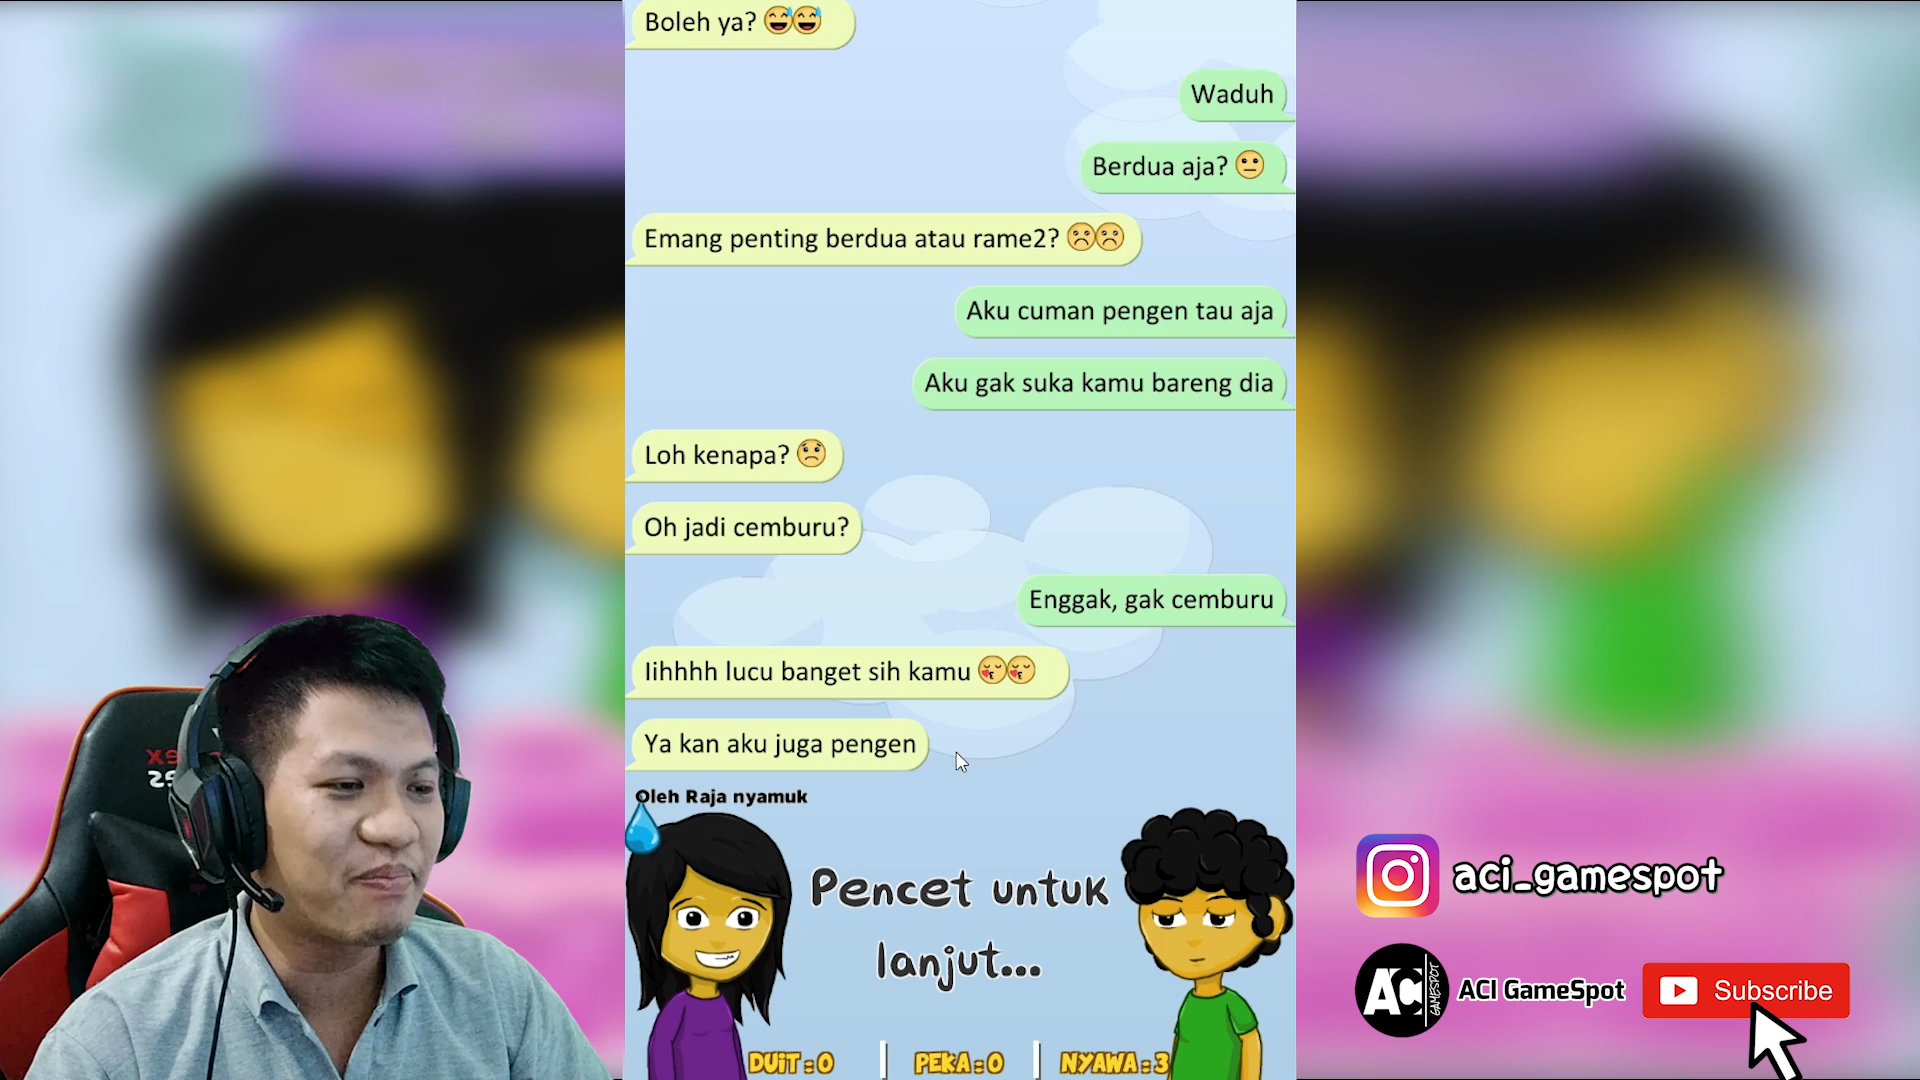 Boleh ya? 😅😅
Waduh
Berdua aja? 😐
Emang penting berdua atau rame2? ☹️☹️
Aku cuman pengen tau aja
Aku gak suka kamu bareng dia
Loh kenapa? 😟
Oh jadi cemburu?
Enggak, gak cemburu
Iihhhh lucu banget sih kamu 😚😚
Ya kan aku juga pengen
Oleh Raja nyamuk
Pencet untuk
lanjut...
DUIT:0 | PEKA:0 | NYAWA:3
aci_gamespot
AC GAMESPOT
ACI GameSpot
Subscribe